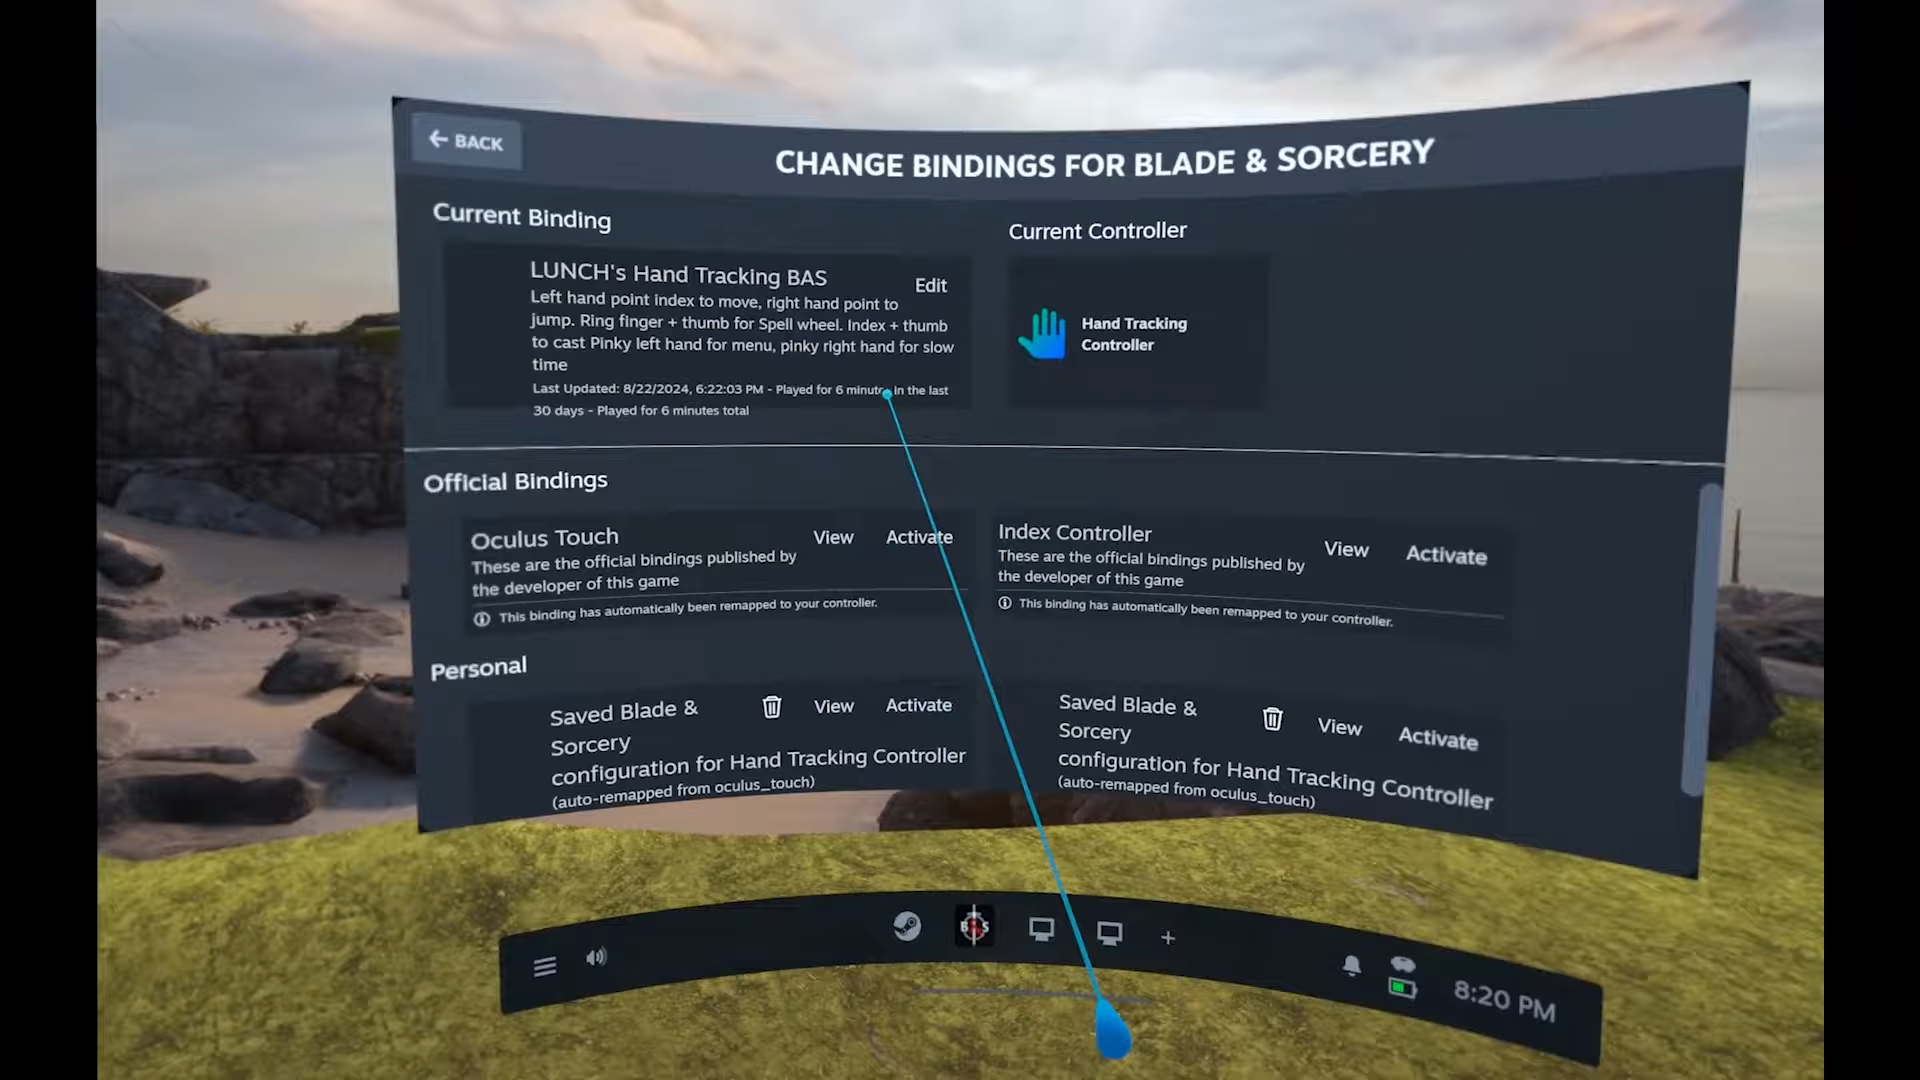 ← BACK
CHANGE BINDINGS FOR BLADE & SORCERY
Current Binding
LUNCH's Hand Tracking BAS
Edit
Left hand point index to move, right hand point to
jump. Ring finger + thumb for Spell wheel. Index + thumb
to cast Pinky left hand for menu, pinky right hand for slow
time
Last Updated: 8/22/2024, 6:22:03 PM - Played for 6 minutes in the last
30 days - Played for 6 minutes total
Current Controller
Hand Tracking
Controller
Official Bindings
Oculus Touch
View
Activate
These are the official bindings published by
the developer of this game
This binding has automatically been remapped to your controller.
Index Controller
View
Activate
These are the official bindings published by
the developer of this game
This binding has automatically been remapped to your controller.
Personal
Saved Blade &
Sorcery
configuration for Hand Tracking Controller
(auto-remapped from oculus_touch)
View
Activate
Saved Blade &
Sorcery
configuration for Hand Tracking Controller
(auto-remapped from oculus_touch)
View
Activate
B&S
+
8:20 PM